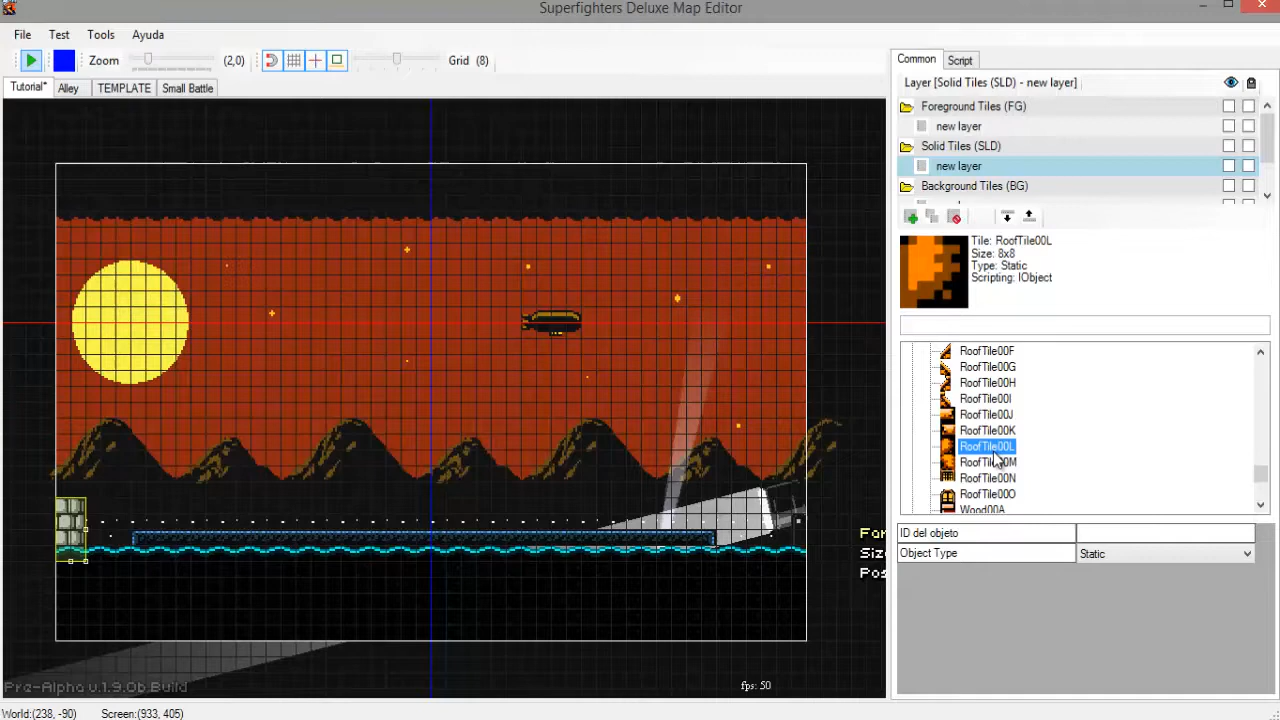 Superfighters Deluxe Map Editor
File Test Tools Ayuda
Zoom (2,0) Grid (8)
Tutorial* Alley TEMPLATE Small Battle
Common Script
Layer [Solid Tiles (SLD) - new layer]
Foreground Tiles (FG)
new layer
Solid Tiles (SLD)
new layer
Background Tiles (BG)
Tile: RoofTile00L
Size: 8x8
Type: Static
Scripting: IObject
RoofTile00F
RoofTile00G
RoofTile00H
RoofTile00I
RoofTile00J
RoofTile00K
RoofTile00L
RoofTile00M
RoofTile00N
RoofTile00O
Wood00A
ID del objeto
Object Type Static
Far
Siz
Pos
Pre-Alpha v.1.9.0b Build
fps: 50
World:(238, -90) Screen:(933, 405)